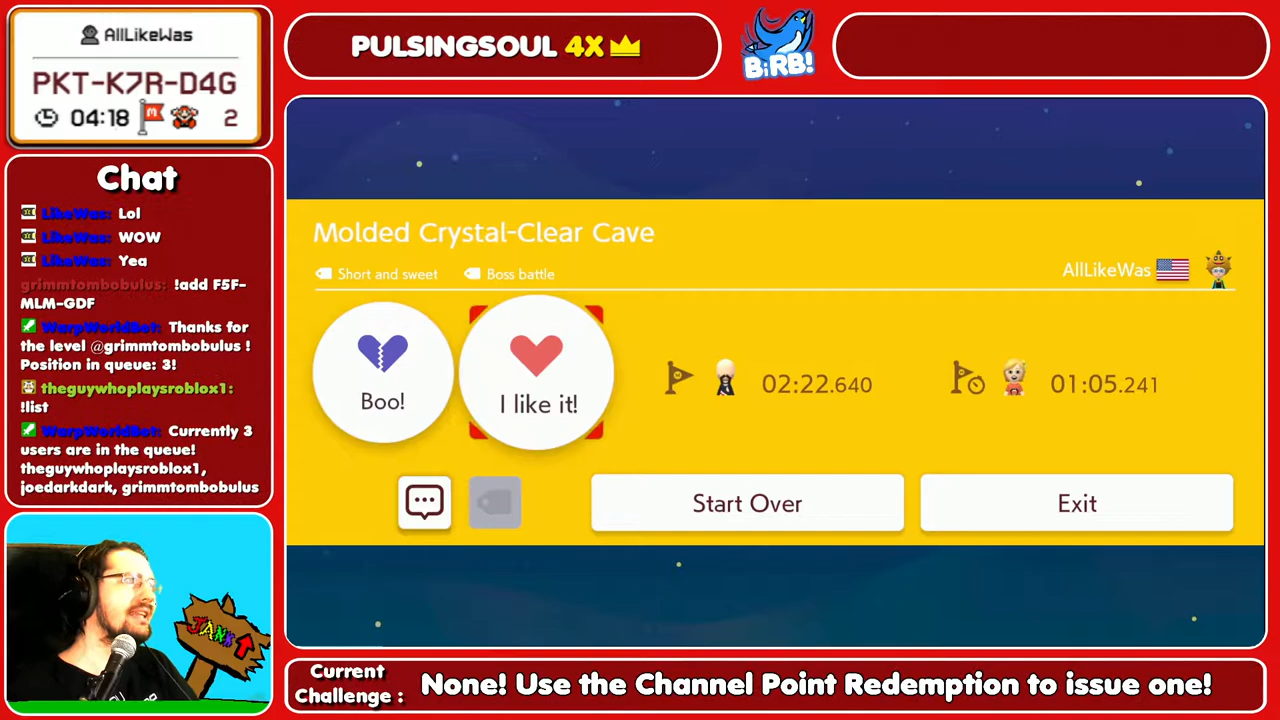 AllLikeWas
PKT-K7R-D4G
04:18 2
PULSINGSOUL 4X
BiRB!
Chat
LikeWas: Lol
LikeWas: WOW
LikeWas: Yea
grimmtombobulus: !add F5F-
MLM-GDF
WarpWorldBot: Thanks for
the level @grimmtombobulus !
Position in queue: 3!
theguywhoplaysroblox1:
!list
WarpWorldBot: Currently 3
users are in the queue!
theguywhoplaysroblox1,
joedarkdark, grimmtombobulus
Molded Crystal-Clear Cave
Short and sweet Boss battle
AllLikeWas
Boo!
I like it!
02:22.640
01:05.241
Start Over
Exit
JANK
Current
Challenge :
None! Use the Channel Point Redemption to issue one!